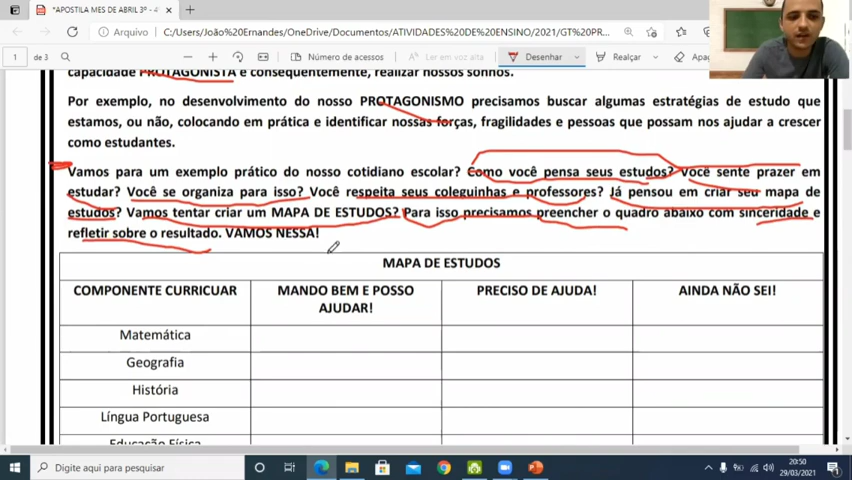 *APOSTILA MES DE ABRIL 3º - 4º
Arquivo
C:/Users/João%20Ernandes/OneDrive/Documentos/ATIVIDADES%20DE%20ENSINO/2021/GT%20PR...
1
de 3
Número de acessos
Ler em voz alta
Desenhar
Realçar
Apagar
capacidade PROTAGONISTA e consequentemente, realizar nossos sonhos.
Por exemplo, no desenvolvimento do nosso PROTAGONISMO precisamos buscar algumas estratégias de estudo que
estamos, ou não, colocando em prática e identificar nossas forças, fragilidades e pessoas que possam nos ajudar a crescer
como estudantes.
Vamos para um exemplo prático do nosso cotidiano escolar? Como você pensa seus estudos? Você sente prazer em
estudar? Você se organiza para isso? Você respeita seus coleguinhas e professores? Já pensou em criar seu mapa de
estudos? Vamos tentar criar um MAPA DE ESTUDOS? Para isso precisamos preencher o quadro abaixo com sinceridade e
refletir sobre o resultado. VAMOS NESSA!
MAPA DE ESTUDOS
COMPONENTE CURRICUAR
MANDO BEM E POSSO
AJUDAR!
PRECISO DE AJUDA!
AINDA NÃO SEI!
Matemática
Geografia
História
Língua Portuguesa
Educação Física
Digite aqui para pesquisar
20:50
29/03/2021